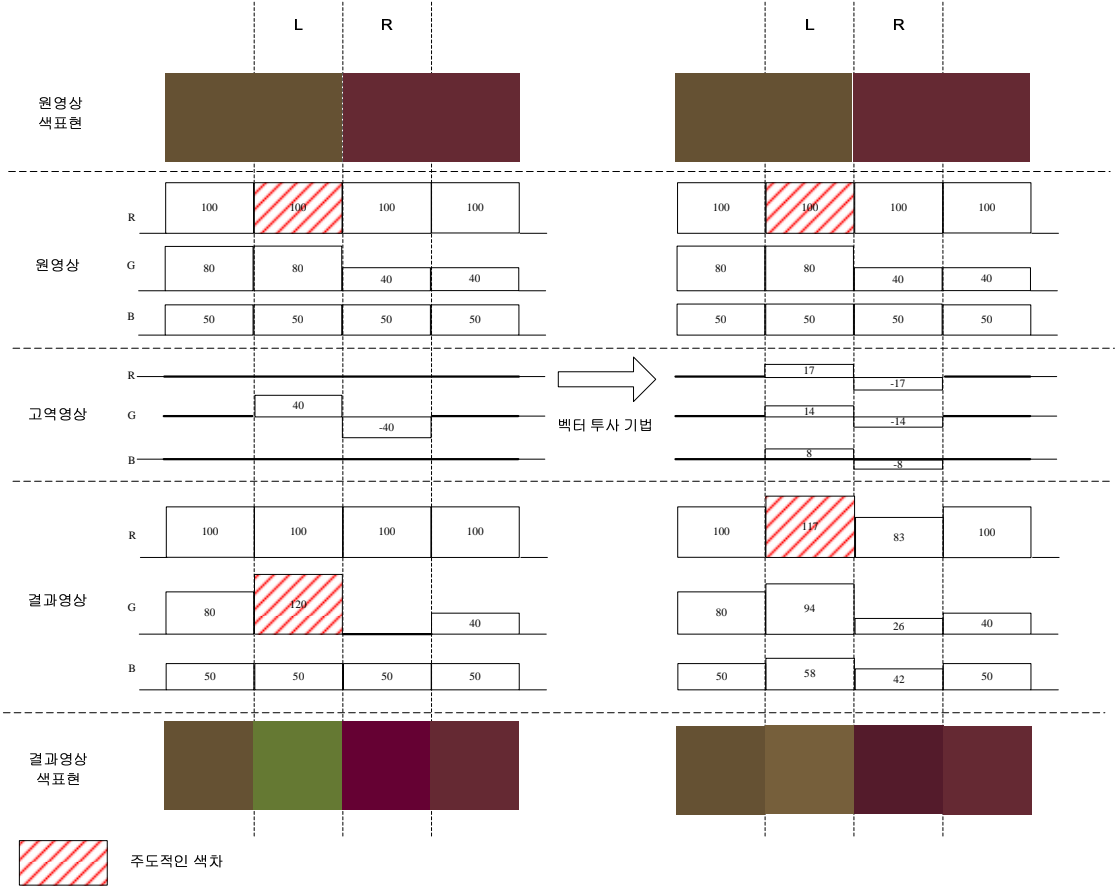 L R L R
원영상
색표현
R 100 100 100 100 100 100 100 100
원영상
G 80 80 40 40 80 80 40 40
B 50 50 50 50 50 50 50 50
R 17 -17
고역영상
G 40 -40 14 -14
벡터 투사 기법
B 8 -8
R 100 100 100 100 100 117 83 100
결과영상
G 80 120 40 80 94 26 40
B 50 50 50 50 50 58 42 50
결과영상
색표현
주도적인 색차